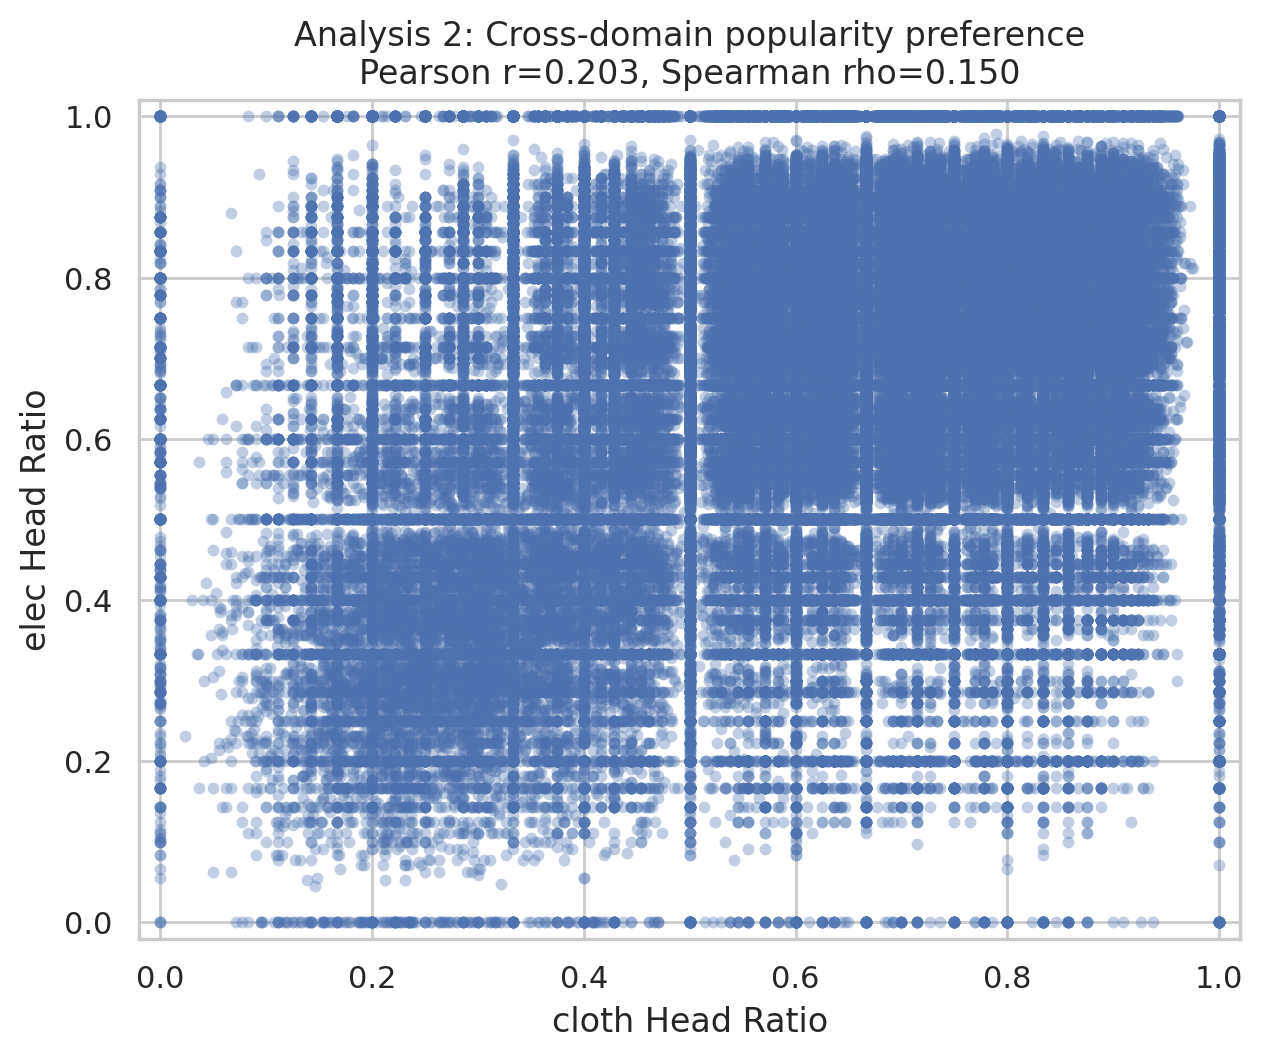 Analysis 2: Cross-domain popularity preference
Pearson r=0.203, Spearman rho=0.150
1.0
0.8
0.6
0.4
0.2
0.0
elec Head Ratio
0.0 0.2 0.4 0.6 0.8 1.0
cloth Head Ratio